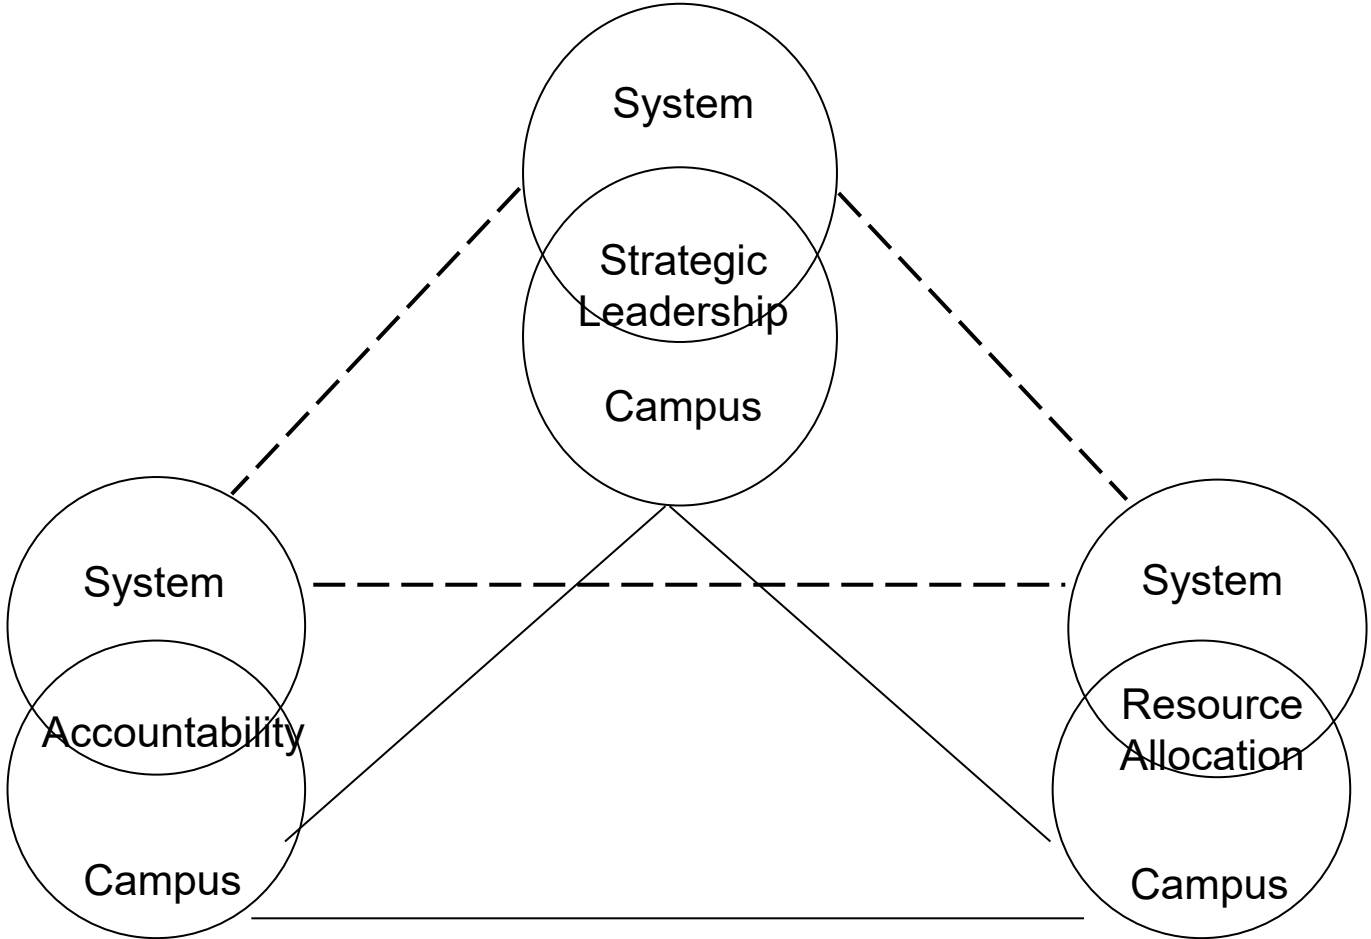 System
Strategic
Leadership
Campus
System
Accountability
Campus
System
Resource
Allocation
Campus